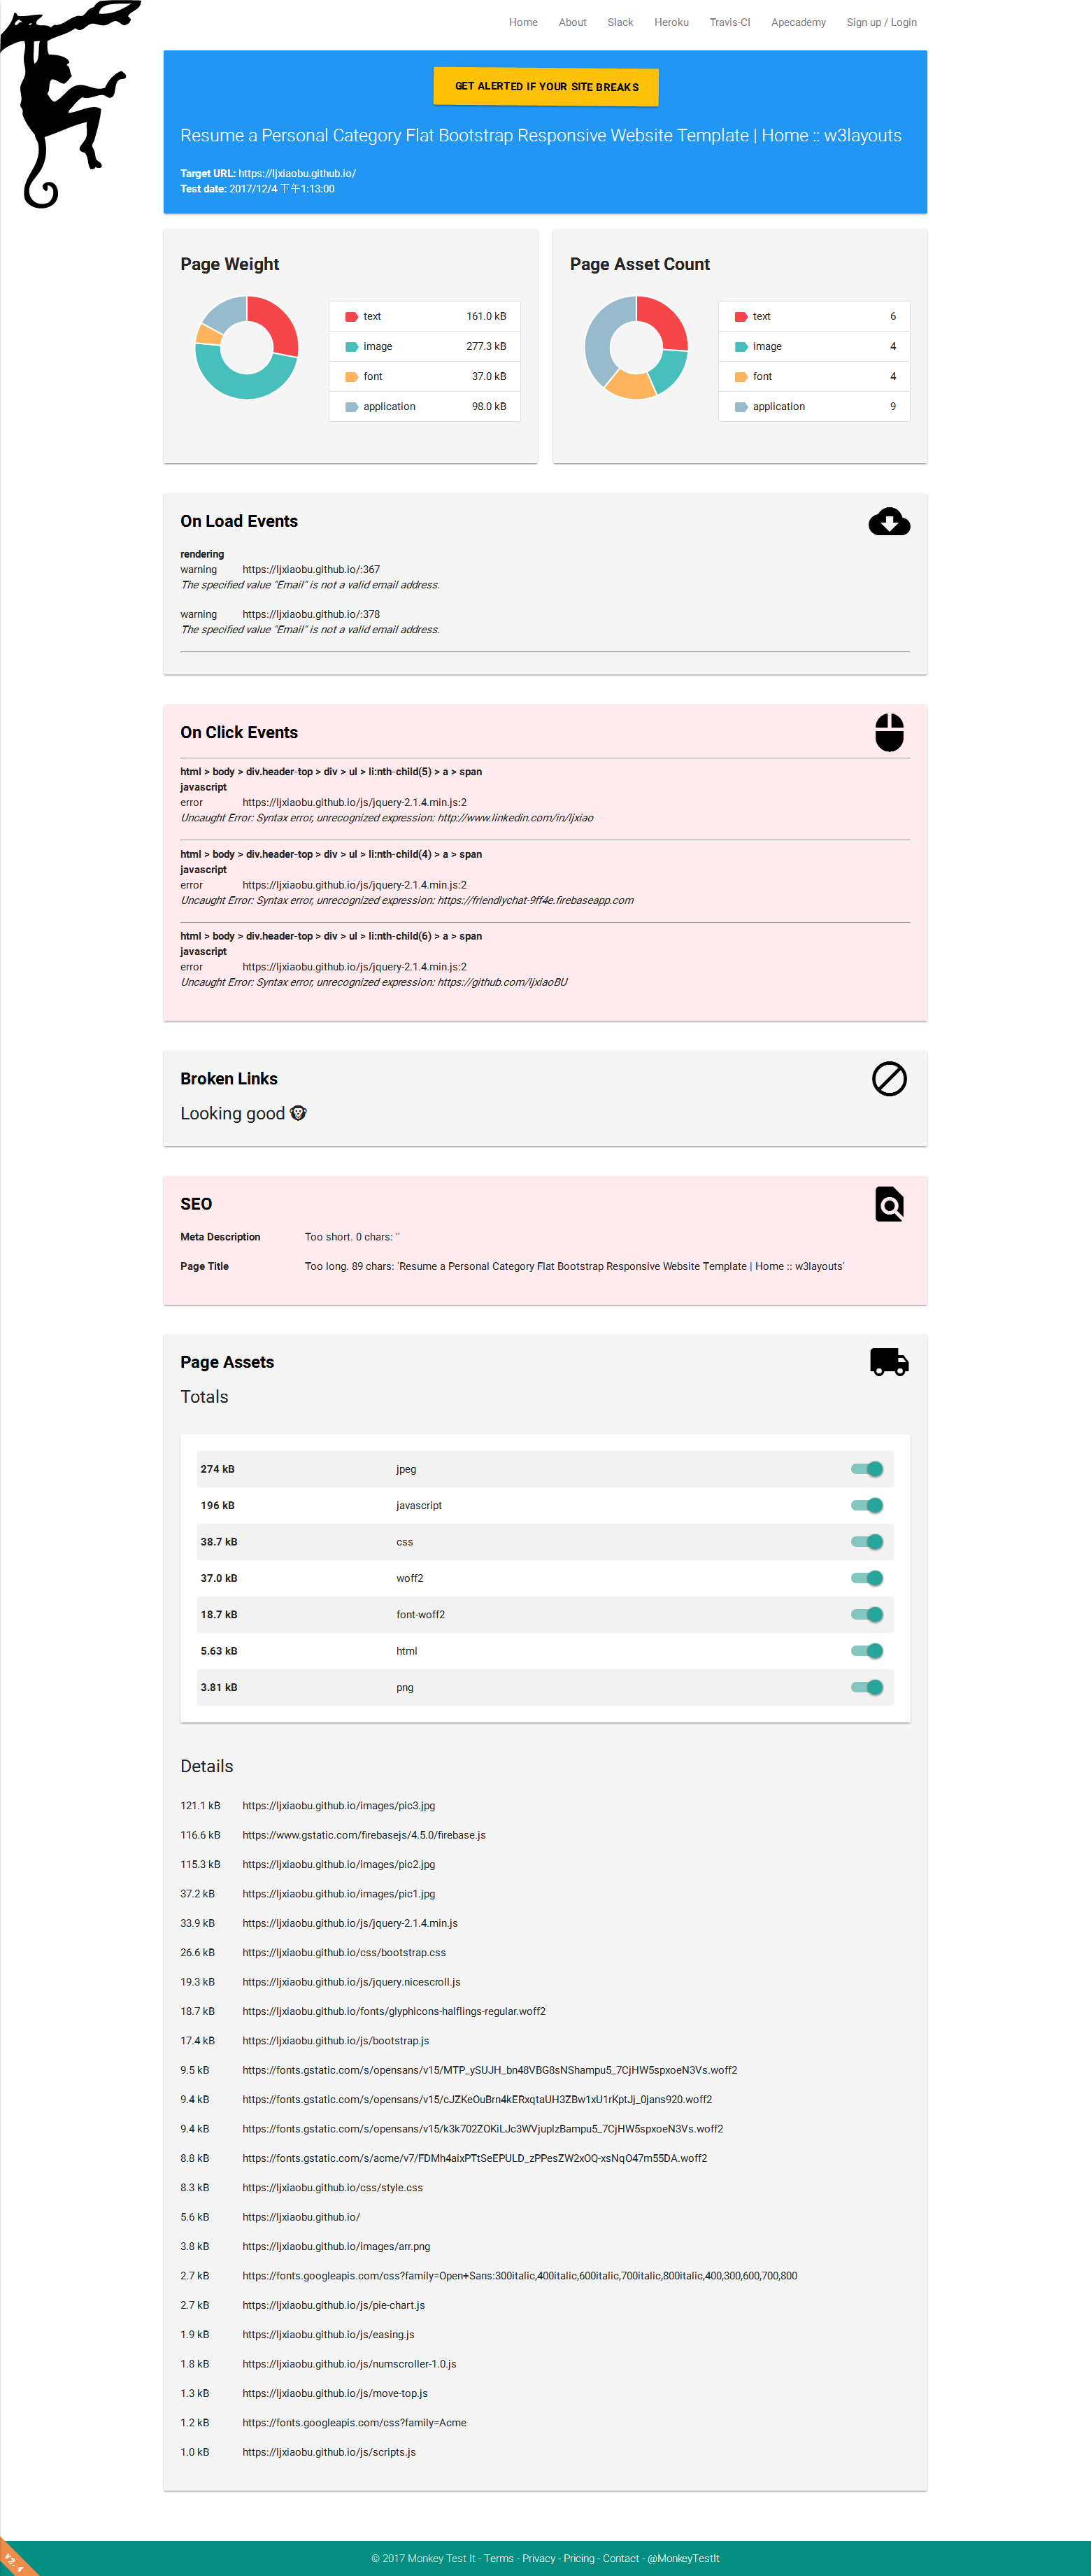 Home About Slack Heroku Travis-CI Apecademy Sign up / Login
GET ALERTED IF YOUR SITE BREAKS
Resume a Personal Category Flat Bootstrap Responsive Website Template | Home :: w3layouts
Target URL: https://ljxiaobu.github.io/
Test date: 2017/12/4 下午1:13:00
Page Weight
text 161.0 kB
image 277.3 kB
font 37.0 kB
application 98.0 kB
Page Asset Count
text 6
image 4
font 4
application 9
On Load Events
rendering
warning https://ljxiaobu.github.io/:367
The specified value "Email" is not a valid email address.
warning https://ljxiaobu.github.io/:378
The specified value "Email" is not a valid email address.
On Click Events
html > body > div.header-top > div > ul > li:nth-child(5) > a > span
javascript
error https://ljxiaobu.github.io/js/jquery-2.1.4.min.js:2
Uncaught Error: Syntax error, unrecognized expression: http://www.linkedin.com/in/ljxiao
html > body > div.header-top > div > ul > li:nth-child(4) > a > span
javascript
error https://ljxiaobu.github.io/js/jquery-2.1.4.min.js:2
Uncaught Error: Syntax error, unrecognized expression: https://friendlychat-9ff4e.firebaseapp.com
html > body > div.header-top > div > ul > li:nth-child(6) > a > span
javascript
error https://ljxiaobu.github.io/js/jquery-2.1.4.min.js:2
Uncaught Error: Syntax error, unrecognized expression: https://github.com/ljxiaoBU
Broken Links
Looking good 🐵
SEO
Meta Description Too short. 0 chars: ''
Page Title Too long. 89 chars: 'Resume a Personal Category Flat Bootstrap Responsive Website Template | Home :: w3layouts'
Page Assets
Totals
274 kB jpeg
196 kB javascript
38.7 kB css
37.0 kB woff2
18.7 kB font-woff2
5.63 kB html
3.81 kB png
Details
121.1 kB https://ljxiaobu.github.io/images/pic3.jpg
116.6 kB https://www.gstatic.com/firebasejs/4.5.0/firebase.js
115.3 kB https://ljxiaobu.github.io/images/pic2.jpg
37.2 kB https://ljxiaobu.github.io/images/pic1.jpg
33.9 kB https://ljxiaobu.github.io/js/jquery-2.1.4.min.js
26.6 kB https://ljxiaobu.github.io/css/bootstrap.css
19.3 kB https://ljxiaobu.github.io/js/jquery.nicescroll.js
18.7 kB https://ljxiaobu.github.io/fonts/glyphicons-halflings-regular.woff2
17.4 kB https://ljxiaobu.github.io/js/bootstrap.js
9.5 kB https://fonts.gstatic.com/s/opensans/v15/MTP_ySUJH_bn48VBG8sNShampu5_7CjHW5spxoeN3Vs.woff2
9.4 kB https://fonts.gstatic.com/s/opensans/v15/cJZKeOuBrn4kERxqtaUH3ZBw1xU1rKptJj_0jans920.woff2
9.4 kB https://fonts.gstatic.com/s/opensans/v15/k3k702ZOKiLJc3WVjuplzBampu5_7CjHW5spxoeN3Vs.woff2
8.8 kB https://fonts.gstatic.com/s/acme/v7/FDMh4aixPTtSeEPULD_zPPesZW2xOQ-xsNqO47m55DA.woff2
8.3 kB https://ljxiaobu.github.io/css/style.css
5.6 kB https://ljxiaobu.github.io/
3.8 kB https://ljxiaobu.github.io/images/arr.png
2.7 kB https://fonts.googleapis.com/css?family=Open+Sans:300italic,400italic,600italic,700italic,800italic,400,300,600,700,800
2.7 kB https://ljxiaobu.github.io/js/pie-chart.js
1.9 kB https://ljxiaobu.github.io/js/easing.js
1.8 kB https://ljxiaobu.github.io/js/numscroller-1.0.js
1.3 kB https://ljxiaobu.github.io/js/move-top.js
1.2 kB https://fonts.googleapis.com/css?family=Acme
1.0 kB https://ljxiaobu.github.io/js/scripts.js
© 2017 Monkey Test It - Terms - Privacy - Pricing - Contact - @MonkeyTestIt
v2.4